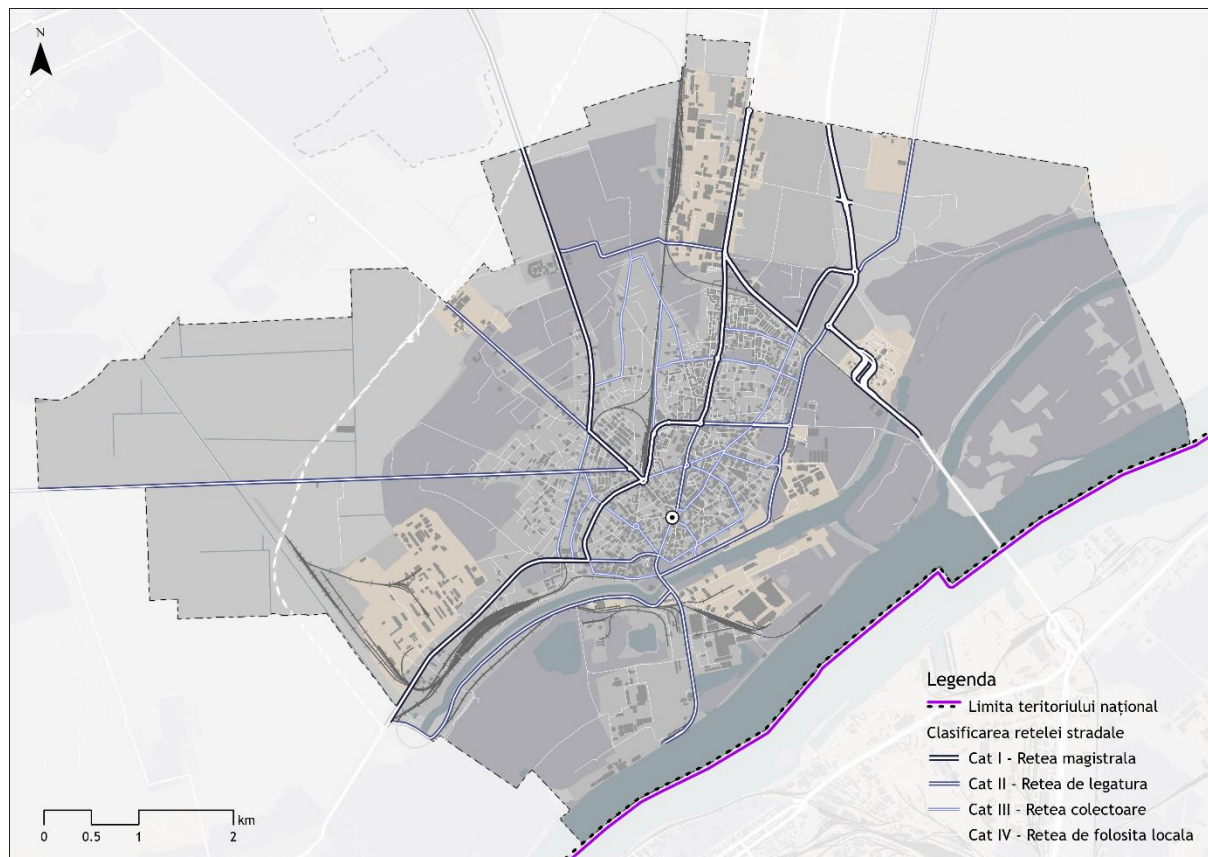 N
Legenda
Limita teritoriului național
Clasificarea retelei stradale
Cat I - Retea magistrala
Cat II - Retea de legatura
Cat III - Retea colectoare
Cat IV - Retea de folosita locala
km
0 0.5 1 2